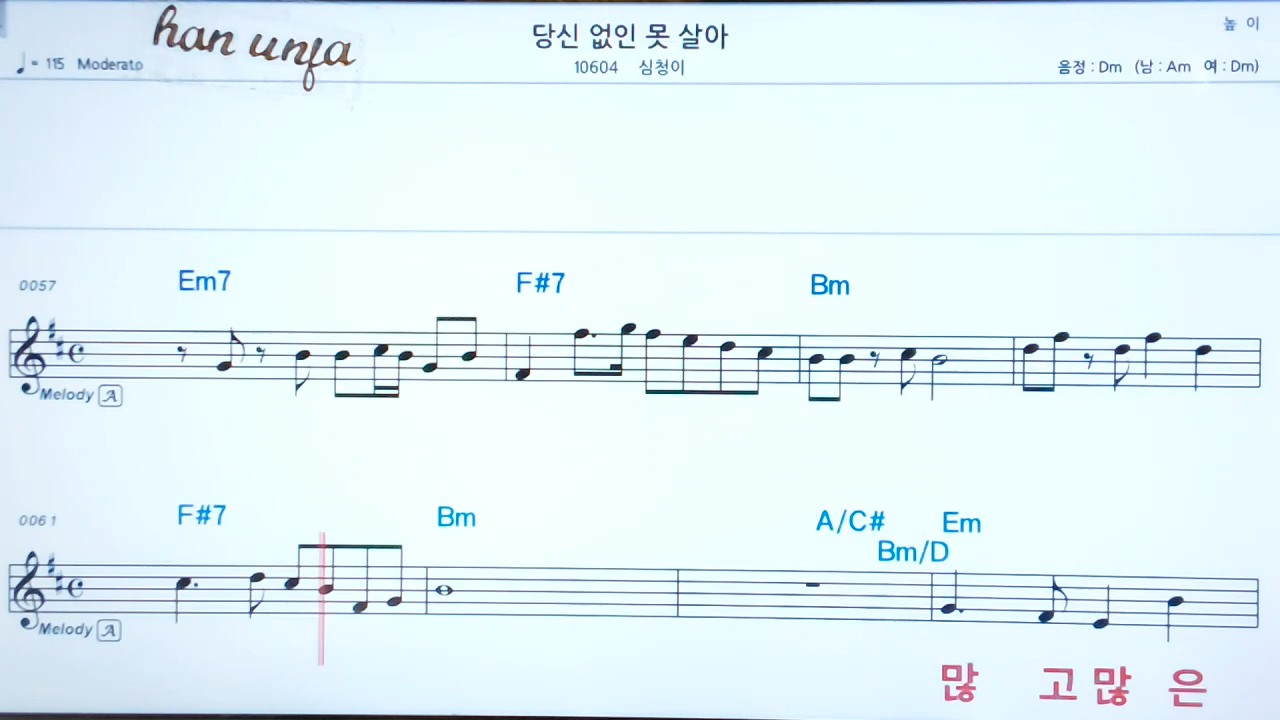 han unfa
당신 없인 못 살아
높 이
♩= 115 Moderato
10604 심청이
음정 : Dm (남 : Am 여 : Dm)
0057 Em7 F#7 Bm
Melody A
0061 F#7 Bm A/C# Em
Bm/D
Melody A
많 고 많 은